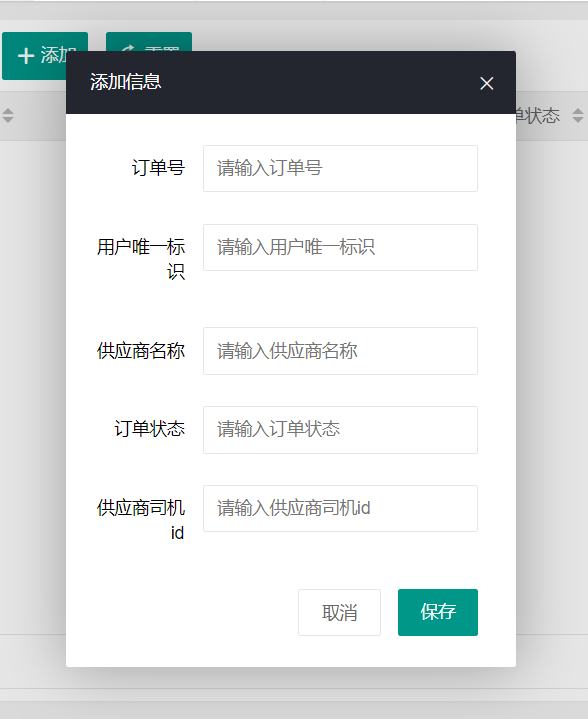 添加
添加信息
单状态
订单号
请输入订单号
用户唯一标
识
请输入用户唯一标识
供应商名称
请输入供应商名称
订单状态
请输入订单状态
供应商司机
id
请输入供应商司机id
取消
保存